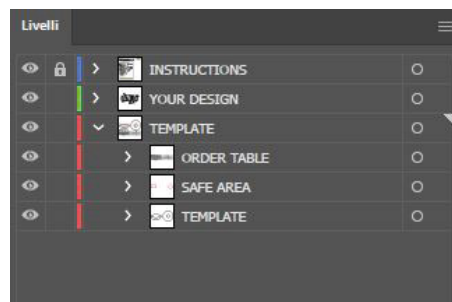 Livelli
INSTRUCTIONS
YOUR DESIGN
TEMPLATE
ORDER TABLE
SAFE AREA
TEMPLATE